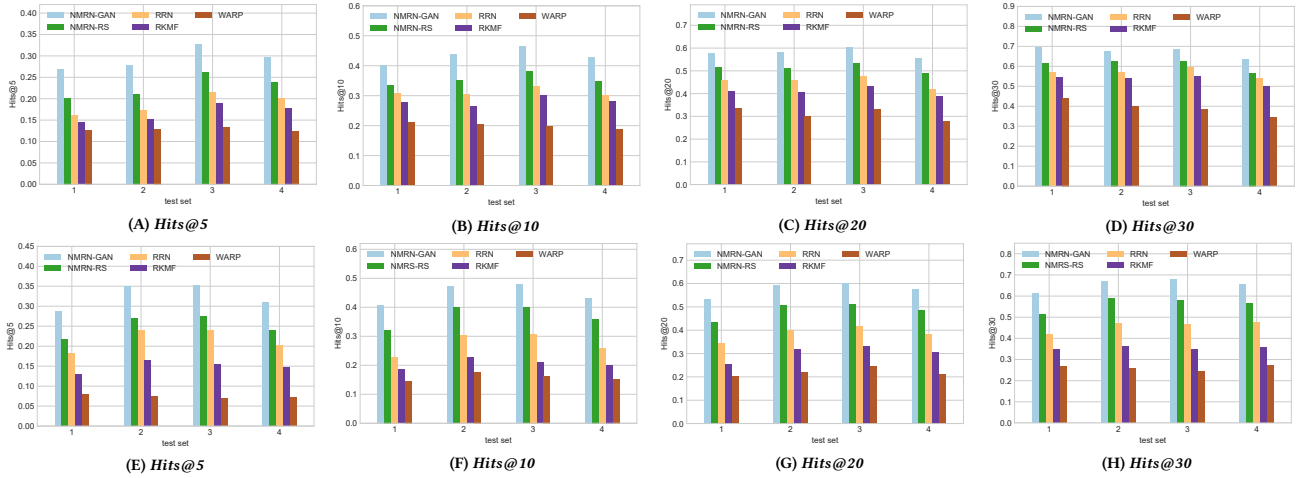 NMRN-GAN RRN WARP
NMRN-RS RKMF
0.40
0.35
0.30
0.25
0.20
0.15
0.10
0.05
0.00
Hits@5
1 2 3 4
test set
(A) Hits@5
NMRN-GAN RRN WARP
NMRN-RS RKMF
0.6
0.5
0.4
0.3
0.2
0.1
0.0
Hits@10
1 2 3 4
test set
(B) Hits@10
NMRN-GAN RRN WARP
NMRN-RS RKMF
0.7
0.6
0.5
0.4
0.3
0.2
0.1
0.0
Hits@20
1 2 3 4
test set
(C) Hits@20
NMRN-GAN RRN WARP
NMRN-RS RKMF
0.9
0.8
0.7
0.6
0.5
0.4
0.3
0.2
0.1
0.0
Hits@30
1 2 3 4
test set
(D) Hits@30
NMRN-GAN RRN WARP
NMRN-RS RKMF
0.45
0.40
0.35
0.30
0.25
0.20
0.15
0.10
0.05
0.00
Hits@5
1 2 3 4
test set
(E) Hits@5
NMRN-GAN RRN WARP
NMRS-RS RKMF
0.6
0.5
0.4
0.3
0.2
0.1
0.0
Hits@10
1 2 3 4
test set
(F) Hits@10
NMRN-GAN RRN WARP
NMRN-RS RKMF
0.7
0.6
0.5
0.4
0.3
0.2
0.1
0.0
Hits@20
1 2 3 4
test set
(G) Hits@20
NMRN-GAN RRN WARP
NMRS-RS RKMF
0.8
0.7
0.6
0.5
0.4
0.3
0.2
0.1
0.0
Hits@30
1 2 3 4
test set
(H) Hits@30